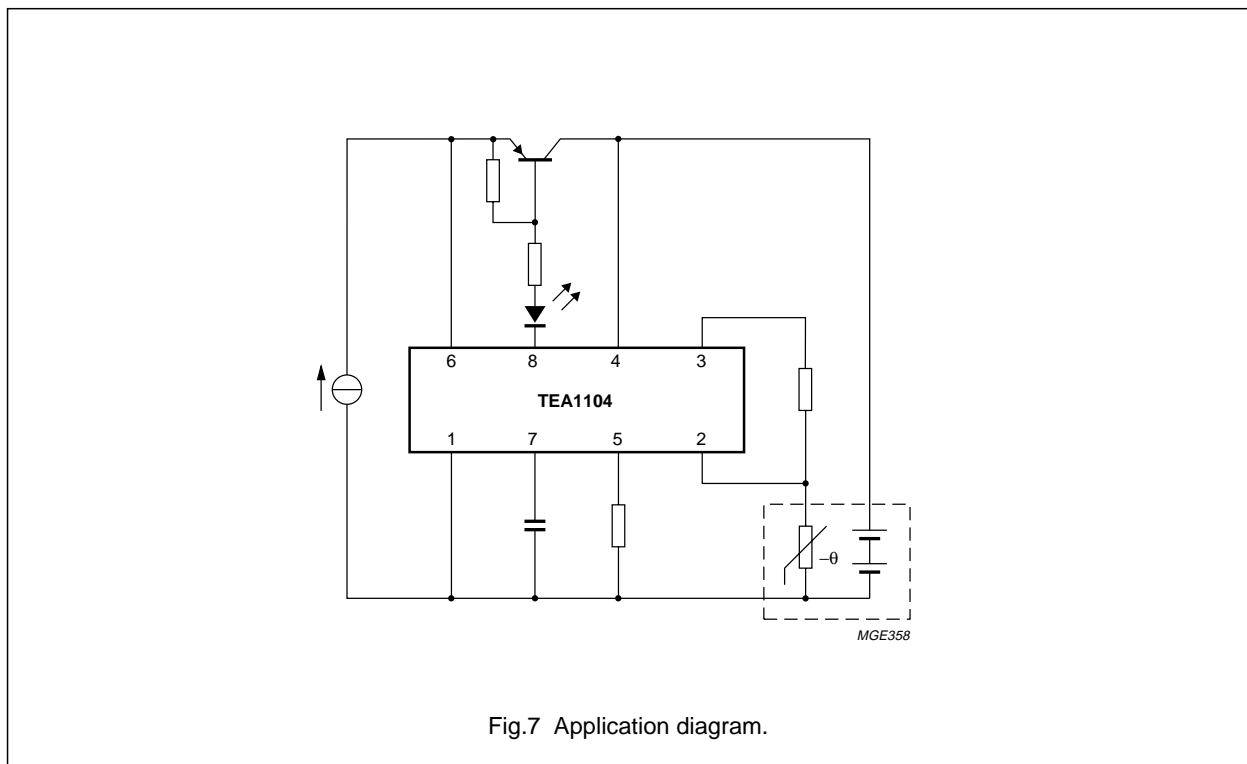 6 8 4 3
TEA1104
1 7 5 2
–θ
MGE358
Fig.7 Application diagram.